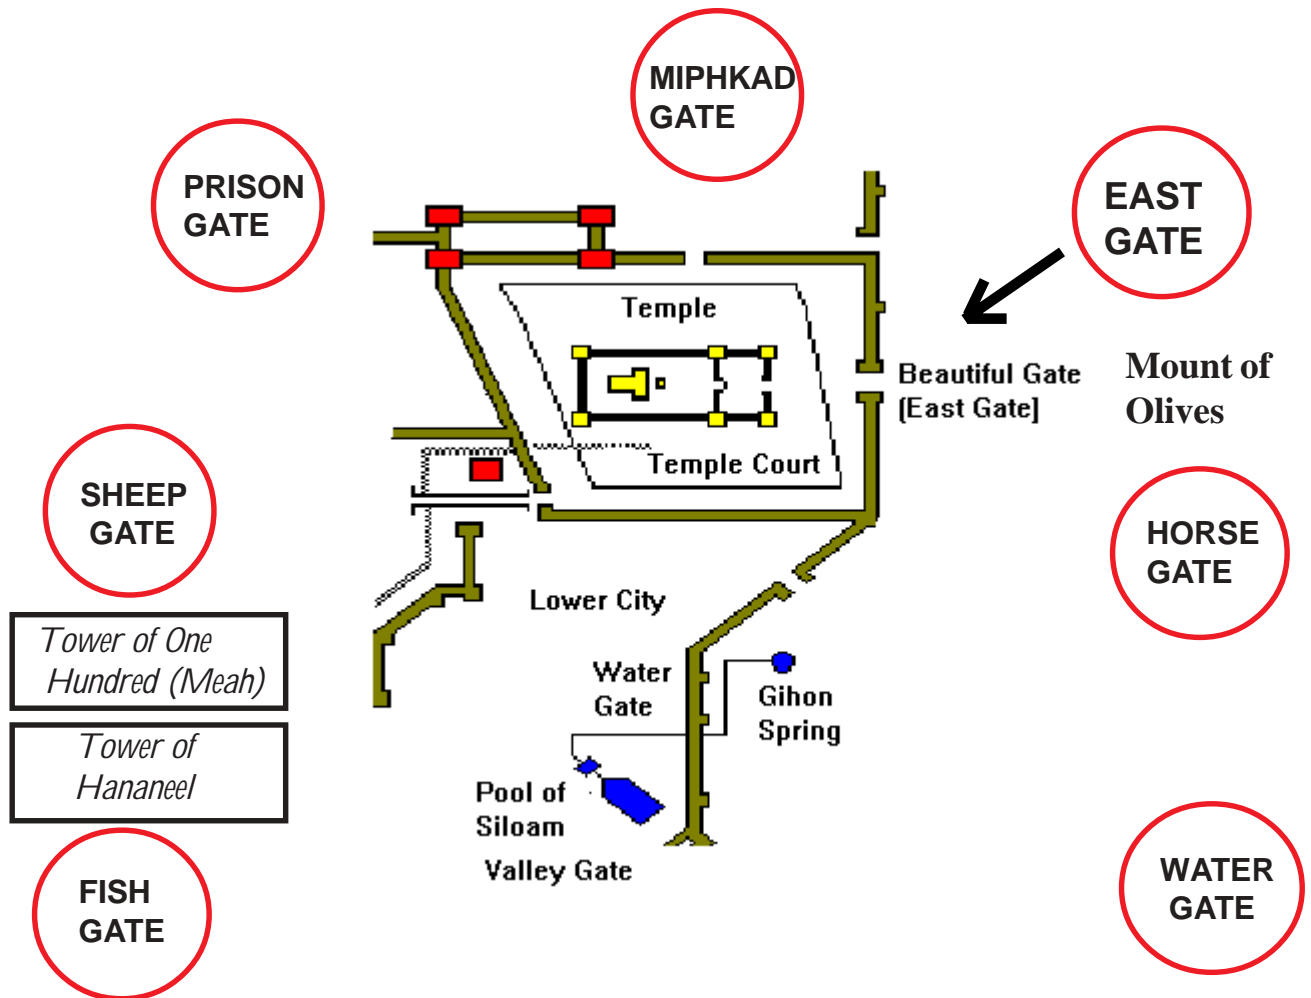 MIPHKAD
GATE
PRISON
GATE
EAST
GATE
Temple
Beautiful Gate
[East Gate]
Mount of
Olives
Temple Court
SHEEP
GATE
HORSE
GATE
Lower City
Tower of One
Hundred (Meah)
Water
Gate
Gihon
Spring
Tower of
Hananeel
Pool of
Siloam
Valley Gate
FISH
GATE
WATER
GATE